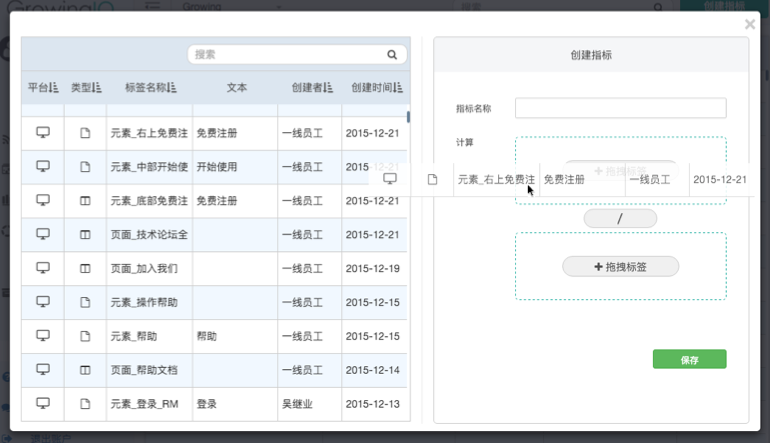 GrowingIO
Growing
搜索
创建指标
×
搜索
平台 类型 标签名称 文本 创建者 创建时间
元素_右上免费注 免费注册 一线员工 2015-12-21
元素_中部开始使 开始使用 一线员工 2015-12-21
元素_底部免费注 免费注册 一线员工 2015-12-21
页面_技术论坛全 一线员工 2015-12-21
页面_加入我们 一线员工 2015-12-19
元素_操作帮助 一线员工 2015-12-15
元素_帮助 帮助 一线员工 2015-12-15
页面_帮助文档 一线员工 2015-12-14
元素_登录_RM 登录 吴继业 2015-12-13
创建指标
指标名称
计算
+ 拖拽标签
元素_右上免费注 免费注册 一线员工 2015-12-21
/
+ 拖拽标签
保存
退出客户